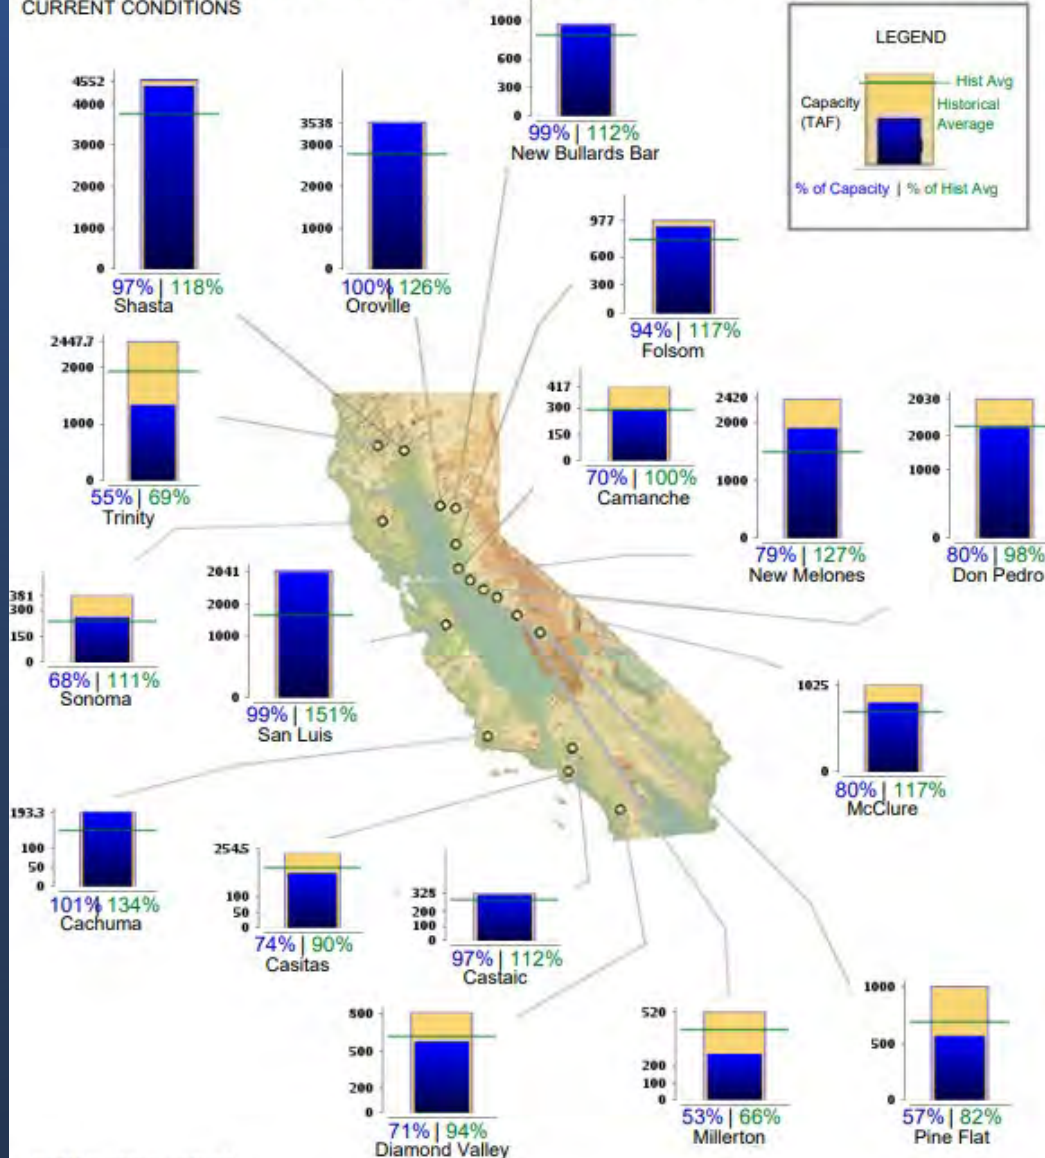 CURRENT CONDITIONS
1000
600
300
0
99% | 112%
New Bullards Bar
LEGEND
Hist Avg
Capacity
(TAF)
Historical
Average
% of Capacity | % of Hist Avg
4552
4000
3000
2000
1000
0
97% | 118%
Shasta
3538
3000
2000
1000
0
100% | 126%
Oroville
977
600
300
0
94% | 117%
Folsom
2447.7
2000
1000
0
55% | 69%
Trinity
417
300
150
0
70% | 100%
Camanche
2420
2000
1000
0
79% | 127%
New Melones
2030
2000
1000
0
80% | 98%
Don Pedro
381
300
150
0
68% | 111%
Sonoma
2041
2000
1000
0
99% | 151%
San Luis
1025
0
80% | 117%
McClure
193.3
100
50
0
101% | 134%
Cachuma
254.5
100
50
0
74% | 90%
Casitas
325
200
100
0
97% | 112%
Castaic
800
500
200
0
71% | 94%
Diamond Valley
520
200
100
0
53% | 66%
Millerton
1000
500
0
57% | 82%
Pine Flat